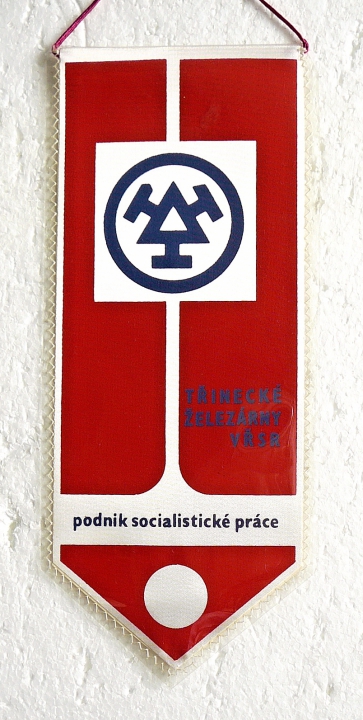 TŘINECKÉ
ŽELEZÁRNY
VŘSR
podnik socialistické práce